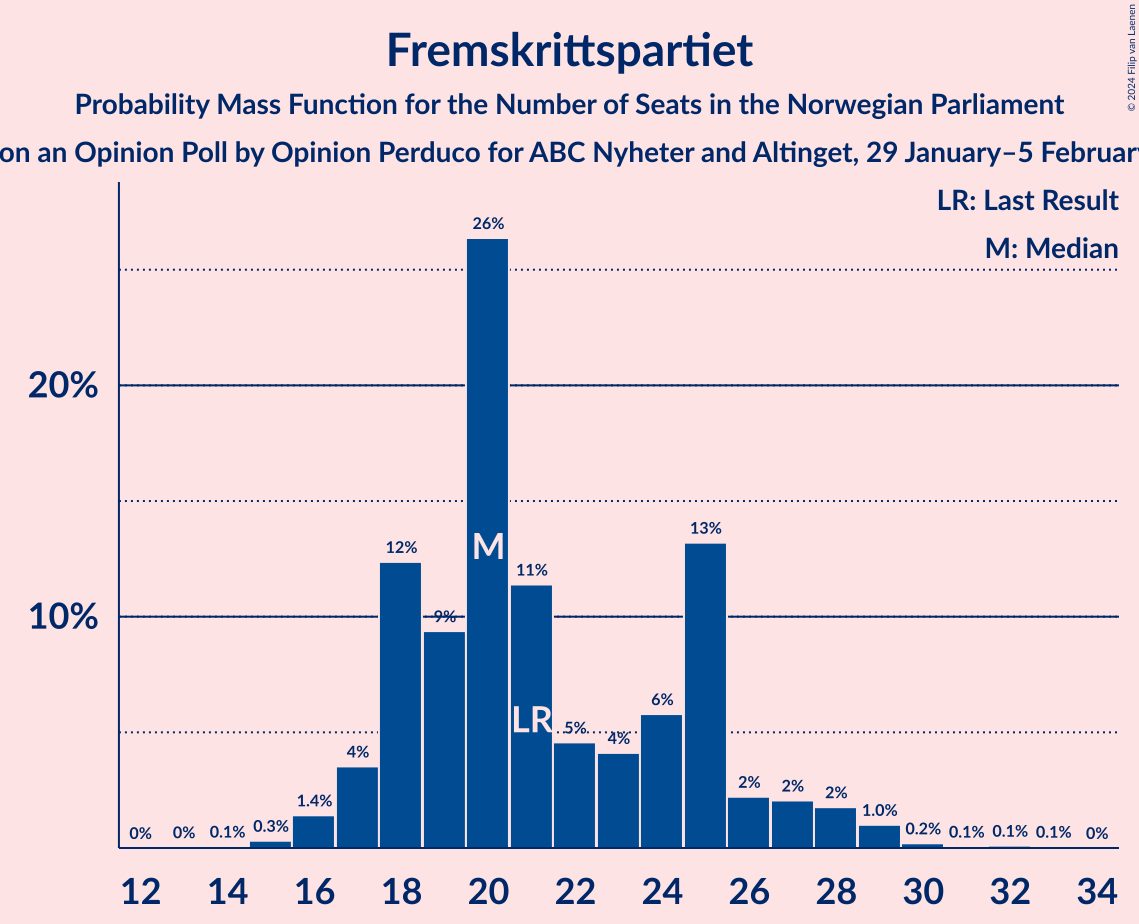 Fremskrittspartiet
Probability Mass Function for the Number of Seats in the Norwegian Parliament
on an Opinion Poll by Opinion Perduco for ABC Nyheter and Altinget, 29 January–5 February
© 2024 Filip van Laenen
LR: Last Result
M: Median
26%
20%
13%
12%
M
11%
10%
9%
6%
LR
5%
4%
4%
2%
2%
2%
1.4%
1.0%
0%
0%
0.1%
0.3%
0.2%
0.1%
0.1%
0.1%
0%
12 14 16 18 20 22 24 26 28 30 32 34